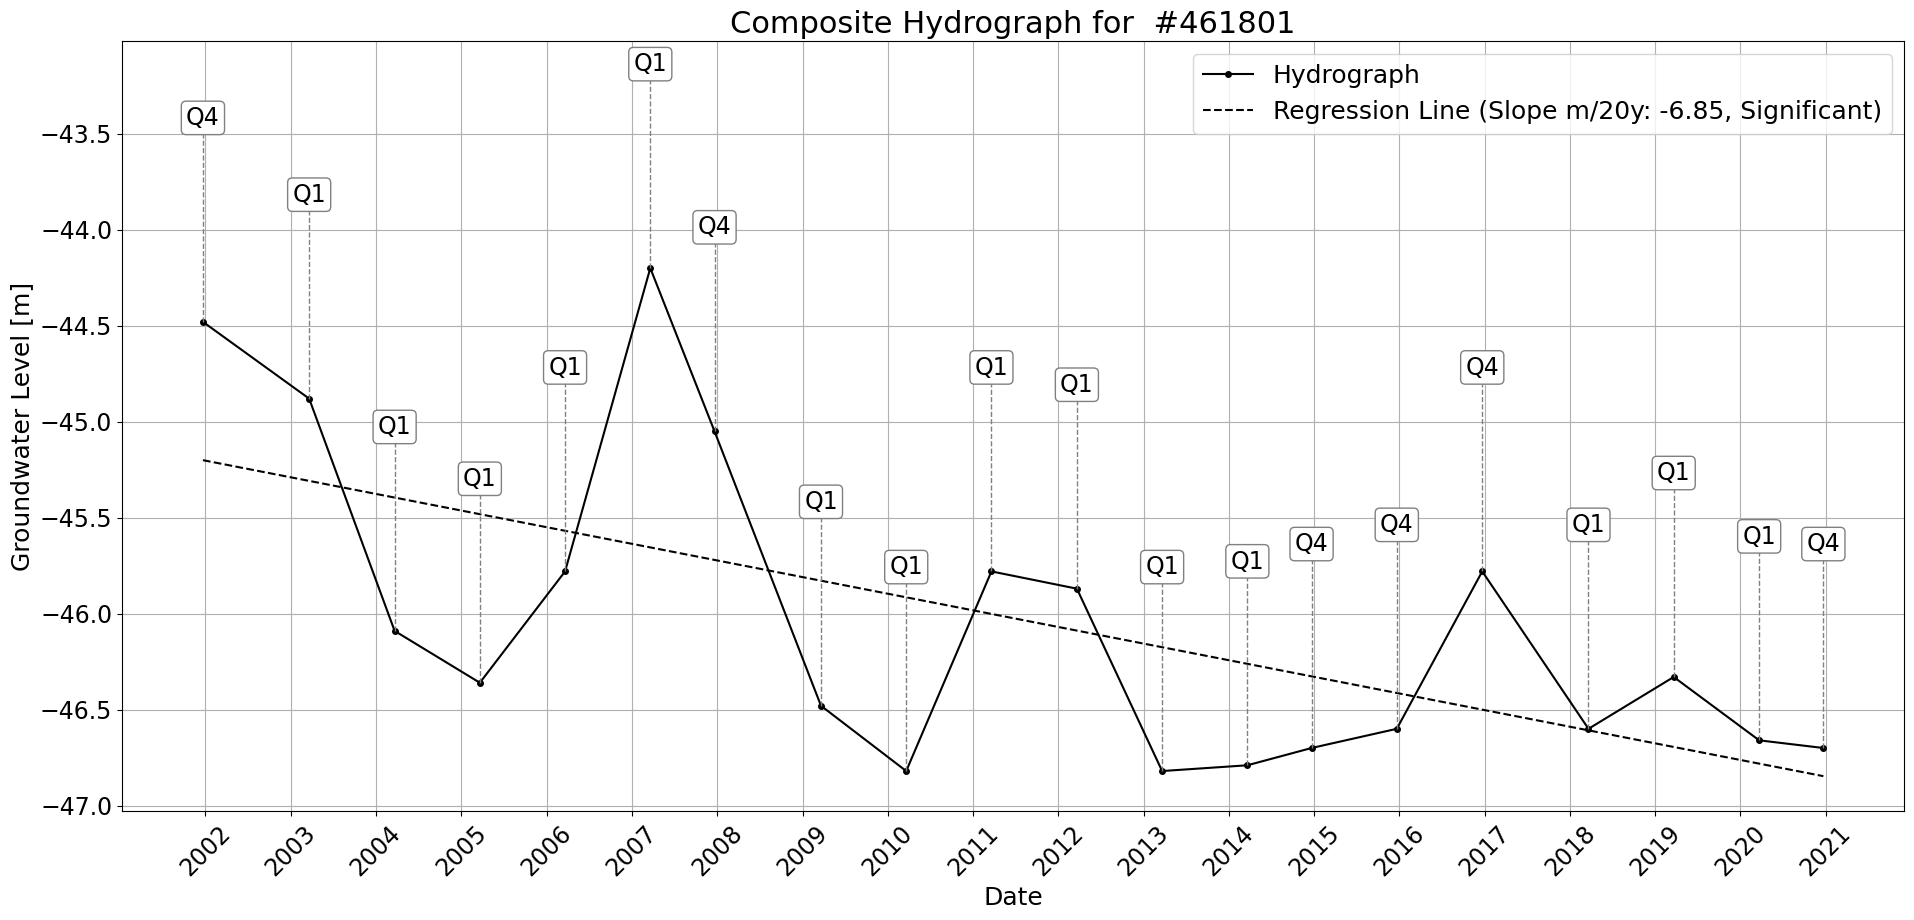 Composite Hydrograph for  #461801
Hydrograph
Regression Line (Slope m/20y: -6.85, Significant)
Groundwater Level [m]
−43.5
−44.0
−44.5
−45.0
−45.5
−46.0
−46.5
−47.0
Q4
Q1
Q1
Q1
Q1
Q1
Q4
Q1
Q1
Q1
Q1
Q1
Q1
Q4
Q4
Q4
Q1
Q1
Q1
Q4
2002
2003
2004
2005
2006
2007
2008
2009
2010
2011
2012
2013
2014
2015
2016
2017
2018
2019
2020
2021
Date